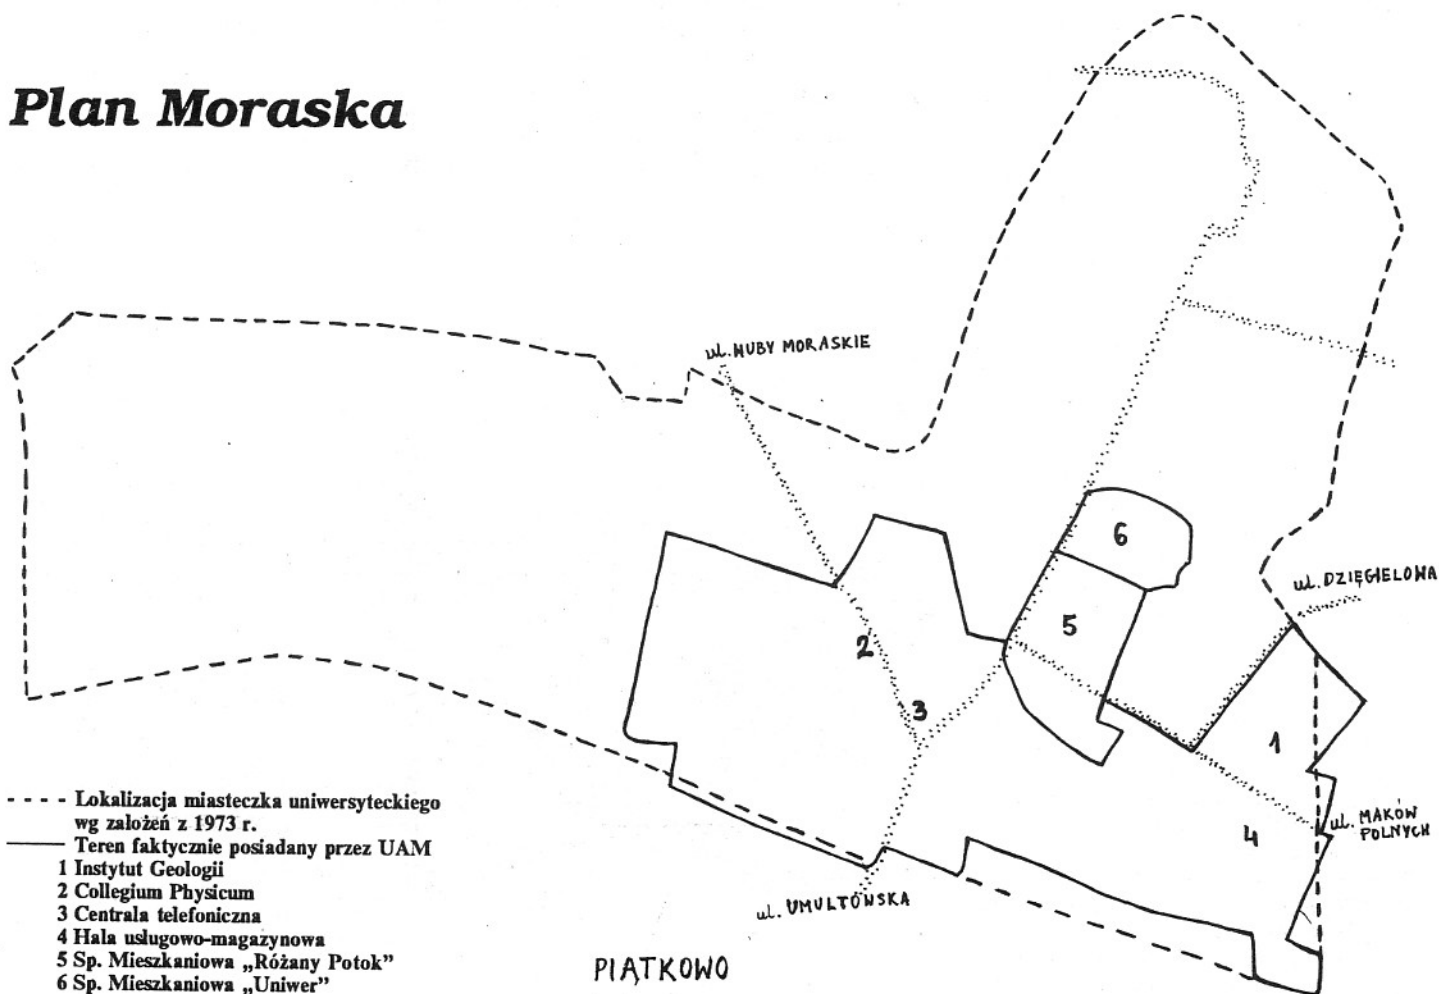 Plan Moraska
ul. HUBY MORASKIE
6
ul. DZIĘGIELOWA
5
2
3
1
ul. MAKÓW
POLNYCH
4
ul. UMULTOWSKA
PIĄTKOWO
- - - - Lokalizacja miasteczka uniwersyteckiego
wg założeń z 1973 r.
Teren faktycznie posiadany przez UAM
1 Instytut Geologii
2 Collegium Physicum
3 Centrala telefoniczna
4 Hala usługowo-magazynowa
5 Sp. Mieszkaniowa „Różany Potok”
6 Sp. Mieszkaniowa „Uniwer”